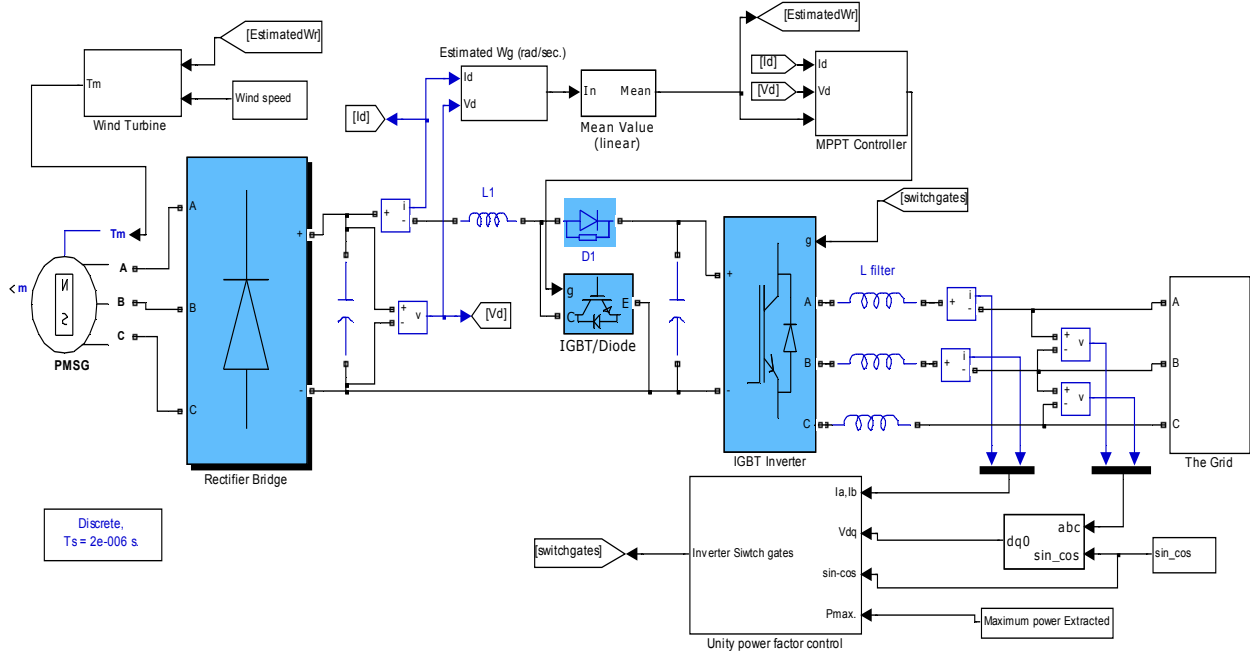 [EstimatedWr]
[EstimatedWr]
Tm
Wind speed
Wind Turbine
Estimated Wg (rad/sec.)
Id
Vd
In Mean
Mean Value
(linear)
[Id]
[Vd]
Id
Vd
MPPT Controller
[Id]
A
B
C
+
-
Rectifier Bridge
Tm
A
B
C
< m
N
S
PMSG
+
i
-
L1
D1
+
-
v
[Vd]
g
C
E
IGBT/Diode
[switchgates]
g
+
-
A
B
C
IGBT Inverter
L filter
i
+
-
i
+
-
+
-
v
+
-
v
A
B
C
The Grid
Discrete,
Ts = 2e-006 s.
[switchgates]
Inverter Siwtch gates
Ia,Ib
Vdq
sin-cos
Pmax.
Unity power factor control
abc
dq0
sin_cos
sin_cos
Maximum power Extracted